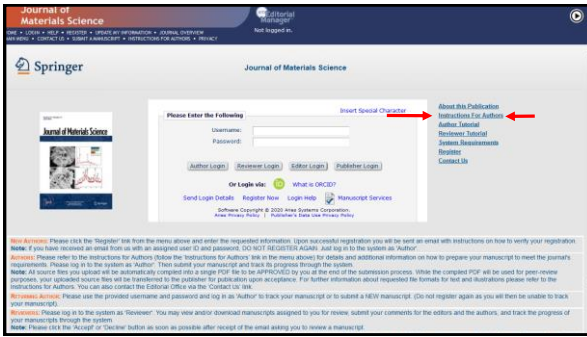 Journal of
Materials Science
Editorial
Manager
HOME • LOGIN • HELP • REGISTER • UPDATE MY INFORMATION • JOURNAL OVERVIEW
MAIN MENU • CONTACT US • SUBMIT A MANUSCRIPT • INSTRUCTIONS FOR AUTHORS • PRIVACY
Not logged in.
Springer
Journal of Materials Science
Insert Special Character
Please Enter the Following
Username:
Password:
Author Login Reviewer Login Editor Login Publisher Login
Or Login via: What is ORCID?
Send Login Details Register Now Login Help Manuscript Services
Software Copyright © 2020 Aries Systems Corporation.
Aries Privacy Policy | Publisher's Data Use Privacy Policy
Journal of Materials Science
Springer
About this Publication
Instructions For Authors
Author Tutorial
Reviewer Tutorial
System Requirements
Register
Contact Us
New Authors: Please click the 'Register' link from the menu above and enter the requested information. Upon successful registration you will be sent an email with instructions on how to verify your registration.
Note: If you have received an email from us with an assigned user ID and password, DO NOT REGISTER AGAIN. Just log in to the system as 'Author'.
Authors: Please refer to the Instructions for Authors (follow the 'Instructions for Authors' link in the menu above) for details and additional information on how to prepare your manuscript to meet the journal's
requirements. Please log in to the system as 'Author'. Then submit your manuscript and track its progress through the system.
Note: All source files you upload will be automatically compiled into a single PDF file to be APPROVED by you at the end of the submission process. While the compiled PDF will be used for peer-review
purposes, your uploaded source files will be transferred to the publisher for publication upon acceptance. For further information about requested file formats for text and illustrations please refer to the
Instructions for Authors. You can also contact the Editorial Office via the 'Contact Us' link.
Returning Author: Please use the provided username and password and log in as 'Author' to track your manuscript or to submit a NEW manuscript. (Do not register again as you will then be unable to track
your manuscript).
Reviewers: Please log in to the system as 'Reviewer'. You may view and/or download manuscripts assigned to you for review, submit your comments for the editors and the authors, and track the progress of
your manuscripts through the system.
Note: Please click the 'Accept' or 'Decline' button as soon as possible after receipt of the email asking you to review a manuscript.